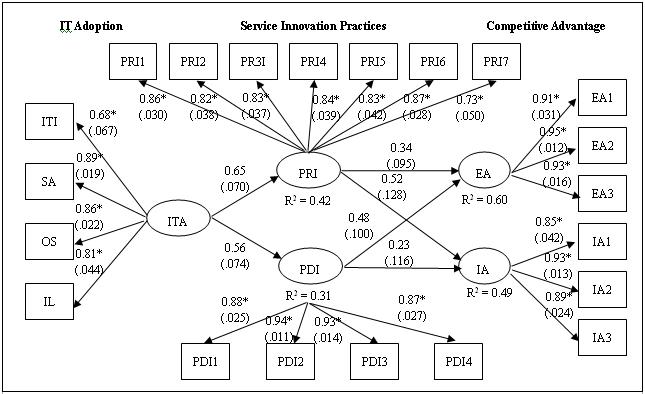 IT Adoption Service Innovation Practices Competitive Advantage
PRI1 PRI2 PR3I PRI4 PRI5 PRI6 PRI7
0.86* 0.82* 0.83* 0.84* 0.83* 0.87* 0.73*
(.030) (.038) (.037) (.039) (.042) (.028) (.050)
ITI
0.68*
(.067)
SA
0.89*
(.019)
OS
0.86*
(.022)
IL
0.81*
(.044)
ITA
0.65
(.070)
0.56
(.074)
PRI
R² = 0.42
0.34
(.095)
0.52
(.128)
0.48
(.100)
0.23
(.116)
PDI
R² = 0.31
EA
R² = 0.60
IA
R² = 0.49
0.91*
(.031)
EA1
0.95*
(.012)
EA2
0.93*
(.016)
EA3
0.85*
(.042)
IA1
0.93*
(.013)
IA2
0.89*
(.024)
IA3
0.88* 0.94* 0.93* 0.87*
(.025) (.011) (.014) (.027)
PDI1 PDI2 PDI3 PDI4